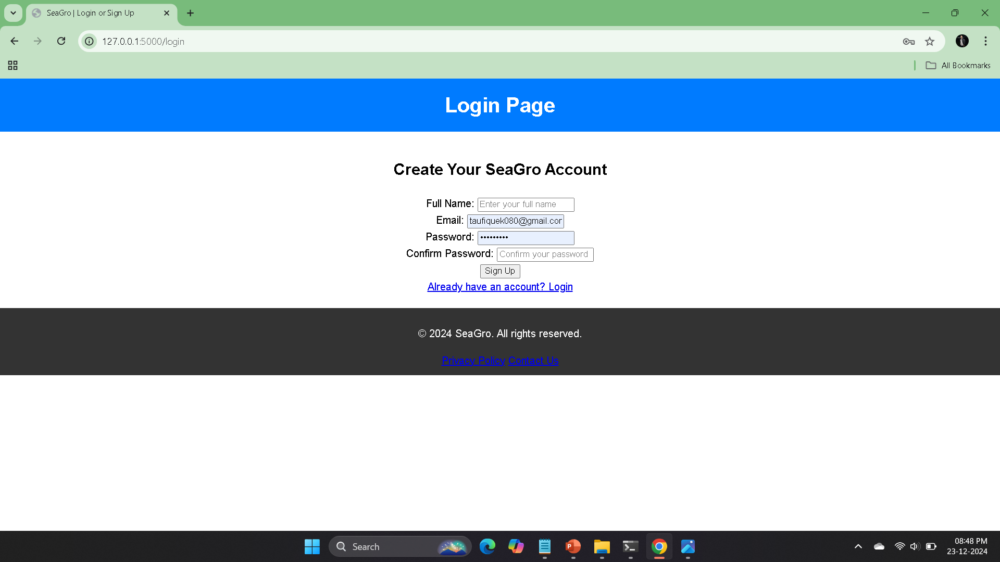 SeaGro | Login or Sign Up
127.0.0.1:5000/login
All Bookmarks
Login Page
Create Your SeaGro Account
Full Name: Enter your full name
Email: taufiquek080@gmail.cor
Password: •••••••••
Confirm Password: Confirm your password
Sign Up
Already have an account? Login
© 2024 SeaGro. All rights reserved.
Privacy Policy Contact Us
Search
08:48 PM
23-12-2024